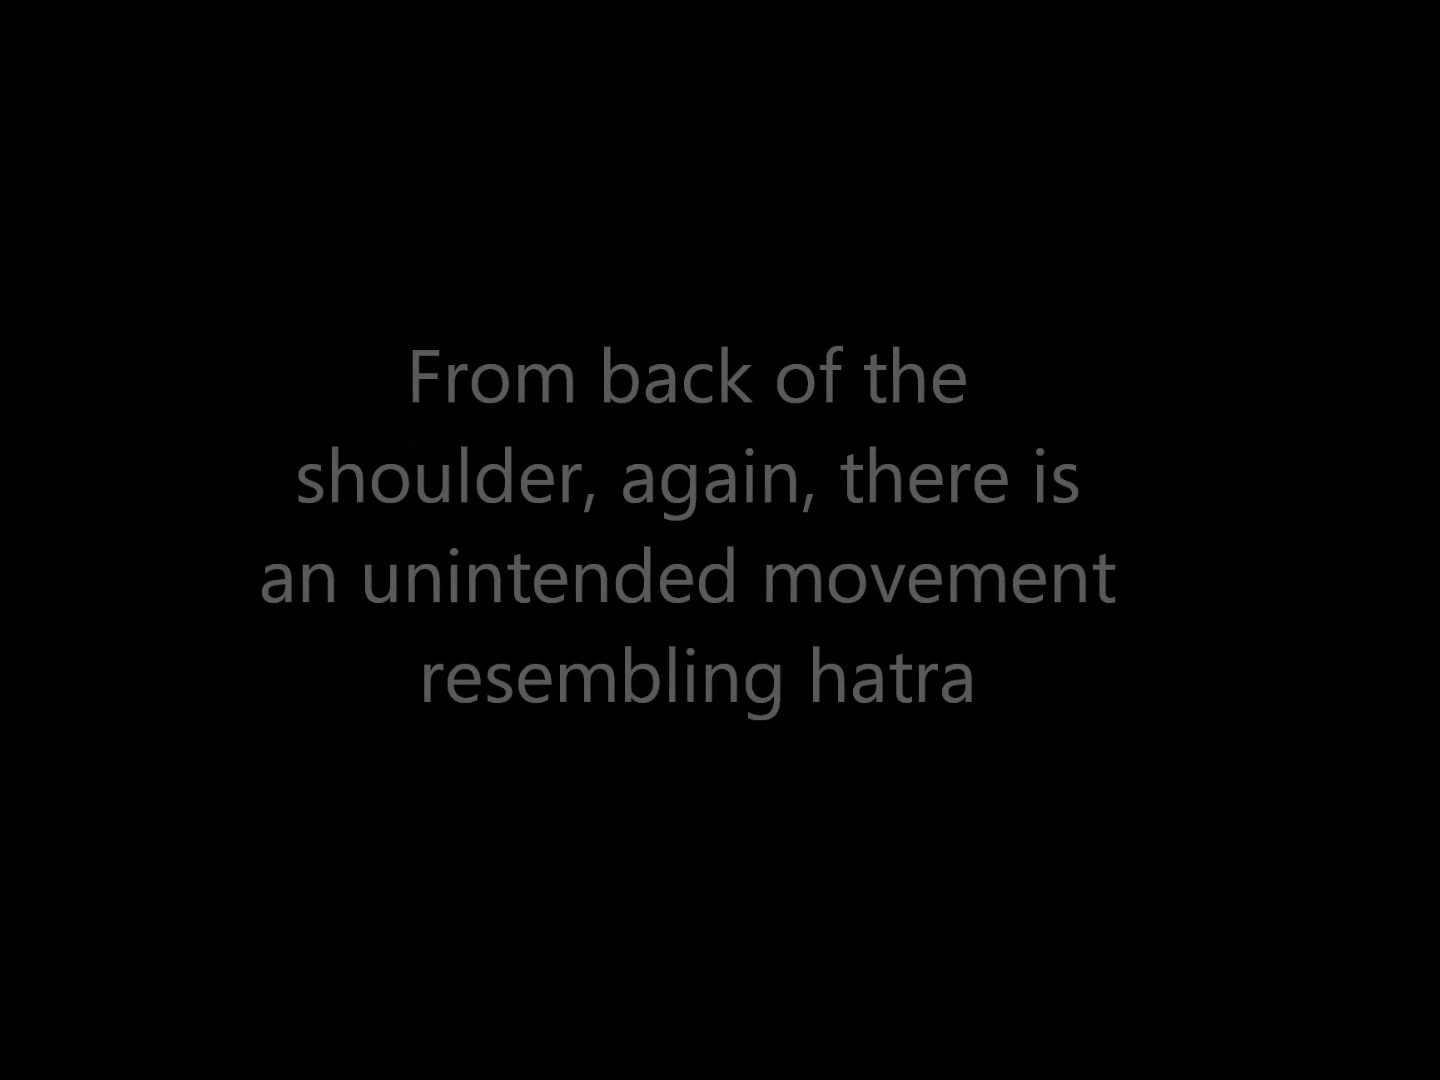 From back of the
shoulder, again, there is
an unintended movement
resembling hatra